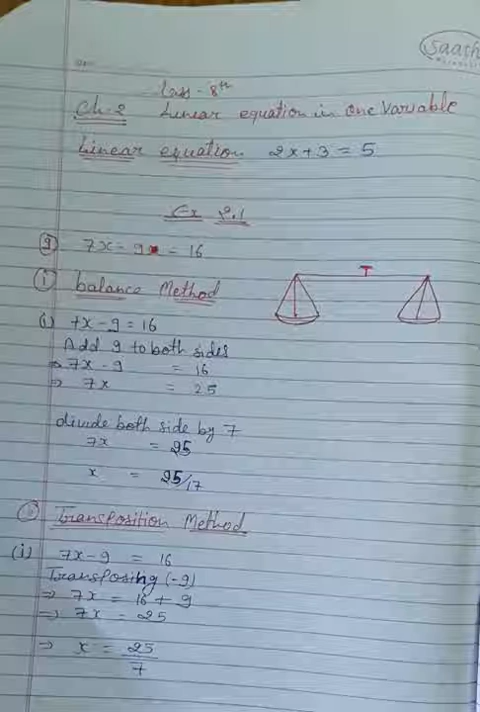 Saash
Class - 8th
Ch-2 Linear equation in one Variable
Linear equation 2x+3 = 5
Ex 2.1
9) 7x - 9 = 16
① balance Method
T
(i) 7x - 9 = 16
Add 9 to both sides
⇒ 7x - 9 = 16
⇒ 7x = 25
divide both side by 7
7x = 25
x = 25/17
Transposition Method
(i) 7x - 9 = 16
Transposing (-9)
⇒ 7x = 16 + 9
⇒ 7x = 25
⇒ x = 25/7